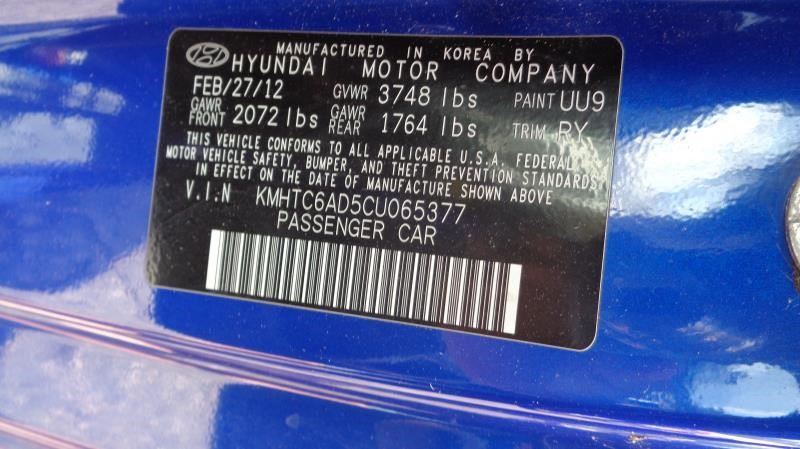 MANUFACTURED IN KOREA BY
HYUNDAI MOTOR COMPANY
FEB/27/12 GVWR 3748 lbs PAINT UU9
GAWR FRONT 2072 lbs GAWR REAR 1764 lbs TRIM RY
THIS VEHICLE CONFORMS TO ALL APPLICABLE U.S.A. FEDERAL
MOTOR VEHICLE SAFETY, BUMPER, AND THEFT PREVENTION STANDARDS
IN EFFECT ON THE DATE OF MANUFACTURE SHOWN ABOVE
V.I.N KMHTC6AD5CU065377
PASSENGER CAR